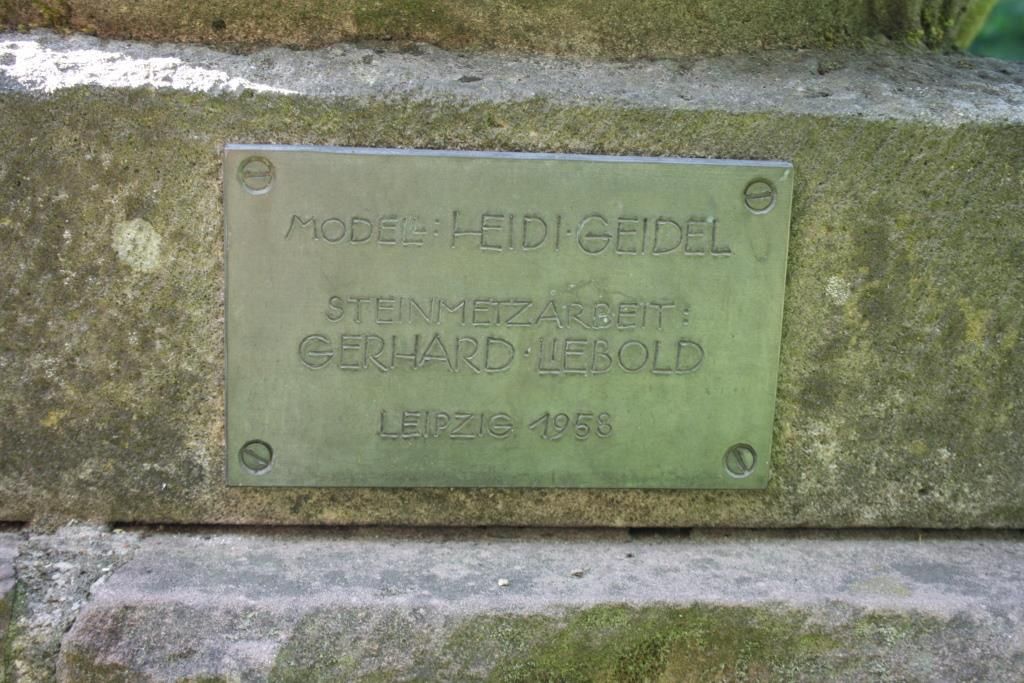 MODELL: HEIDI·GEIDEL
STEINMETZARBEIT:
GERHARD·LIEBOLD
LEIPZIG 1958